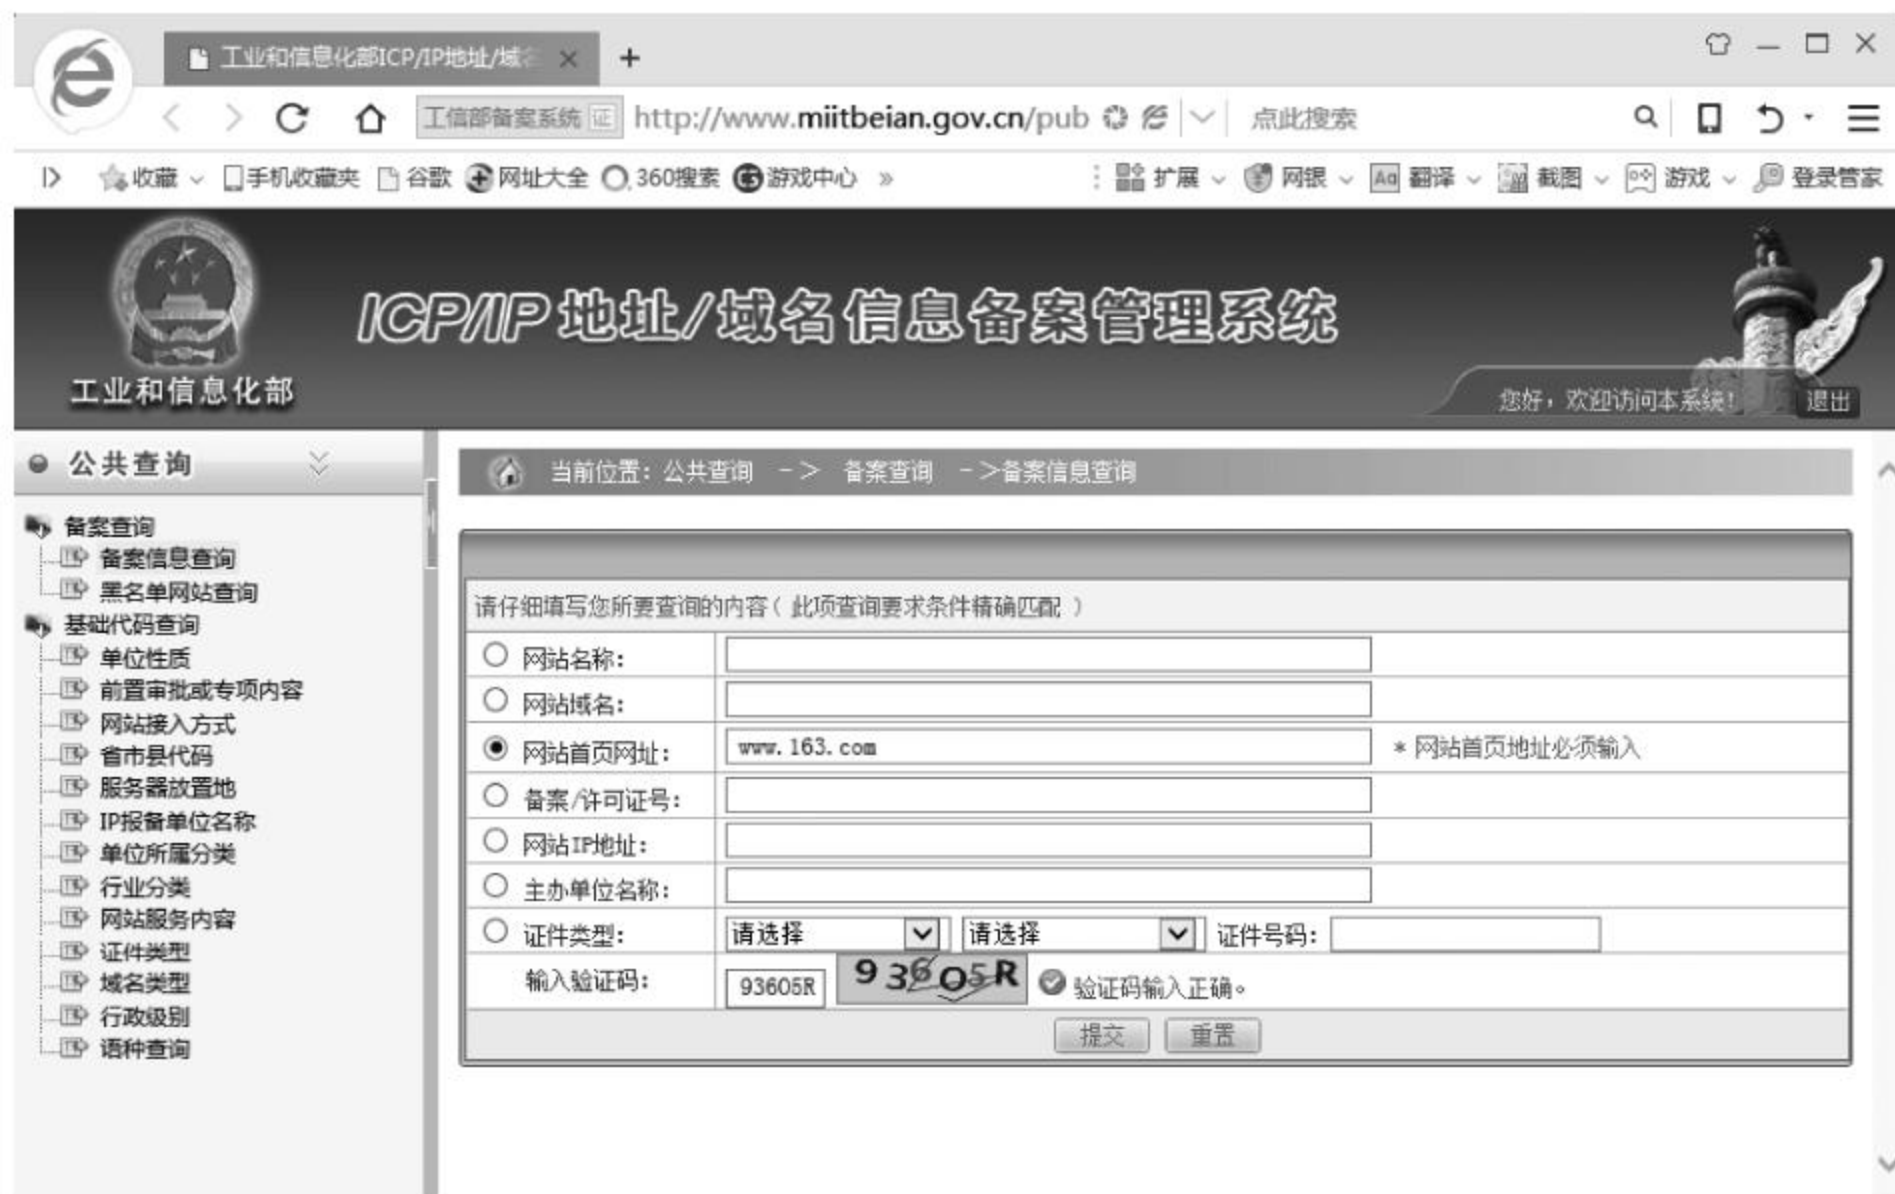 工业和信息化部ICP/IP地址/域名
工信部备案系统 证 http://www.miitbeian.gov.cn/pub 点此搜索
收藏 手机收藏夹 谷歌 网址大全 360搜索 游戏中心 » 扩展 网银 翻译 截图 游戏 登录管家
ICP/IP地址/域名信息备案管理系统
工业和信息化部
您好，欢迎访问本系统！ 退出
公共查询
备案查询
备案信息查询
黑名单网站查询
基础代码查询
单位性质
前置审批或专项内容
网站接入方式
省市县代码
服务器放置地
IP报备单位名称
单位所属分类
行业分类
网站服务内容
证件类型
域名类型
行政级别
语种查询
当前位置：公共查询 -> 备案查询 ->备案信息查询
请仔细填写您所要查询的内容（ 此项查询要求条件精确匹配 ）
网站名称：
网站域名：
网站首页网址： www.163.com * 网站首页地址必须输入
备案/许可证号：
网站IP地址：
主办单位名称：
证件类型： 请选择 请选择 证件号码：
输入验证码： 93605R 93605R 验证码输入正确。
提交 重置